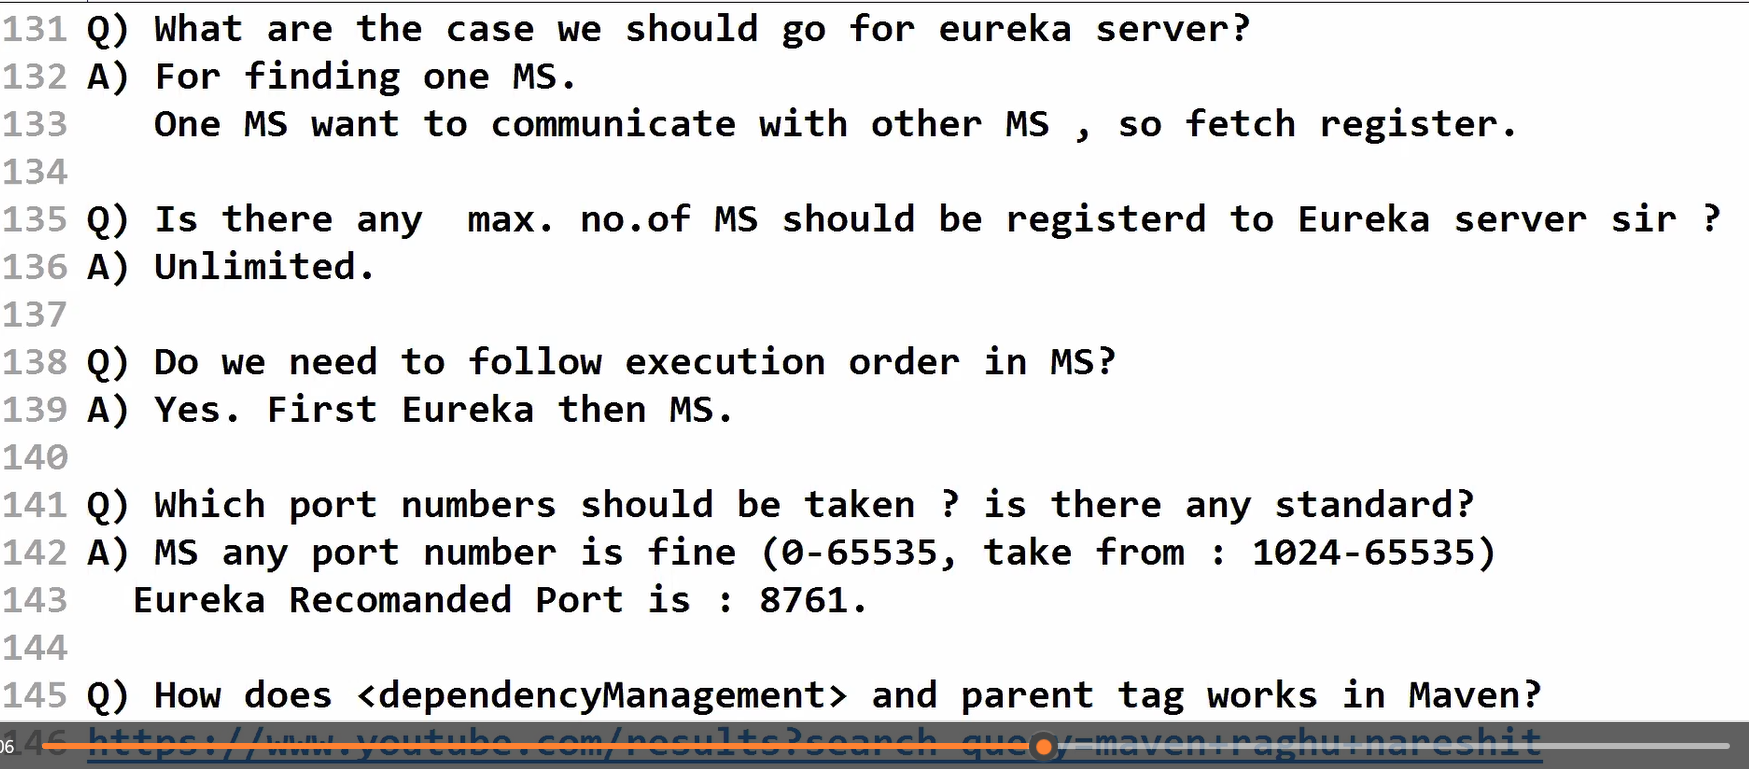 131 Q) What are the case we should go for eureka server?
132 A) For finding one MS.
133 One MS want to communicate with other MS , so fetch register.
134
135 Q) Is there any max. no.of MS should be registerd to Eureka server sir ?
136 A) Unlimited.
137
138 Q) Do we need to follow execution order in MS?
139 A) Yes. First Eureka then MS.
140
141 Q) Which port numbers should be taken ? is there any standard?
142 A) MS any port number is fine (0-65535, take from : 1024-65535)
143 Eureka Recomanded Port is : 8761.
144
145 Q) How does <dependencyManagement> and parent tag works in Maven?
146 https://www.youtube.com/results?search_query=maven+raghu+nareshit
06